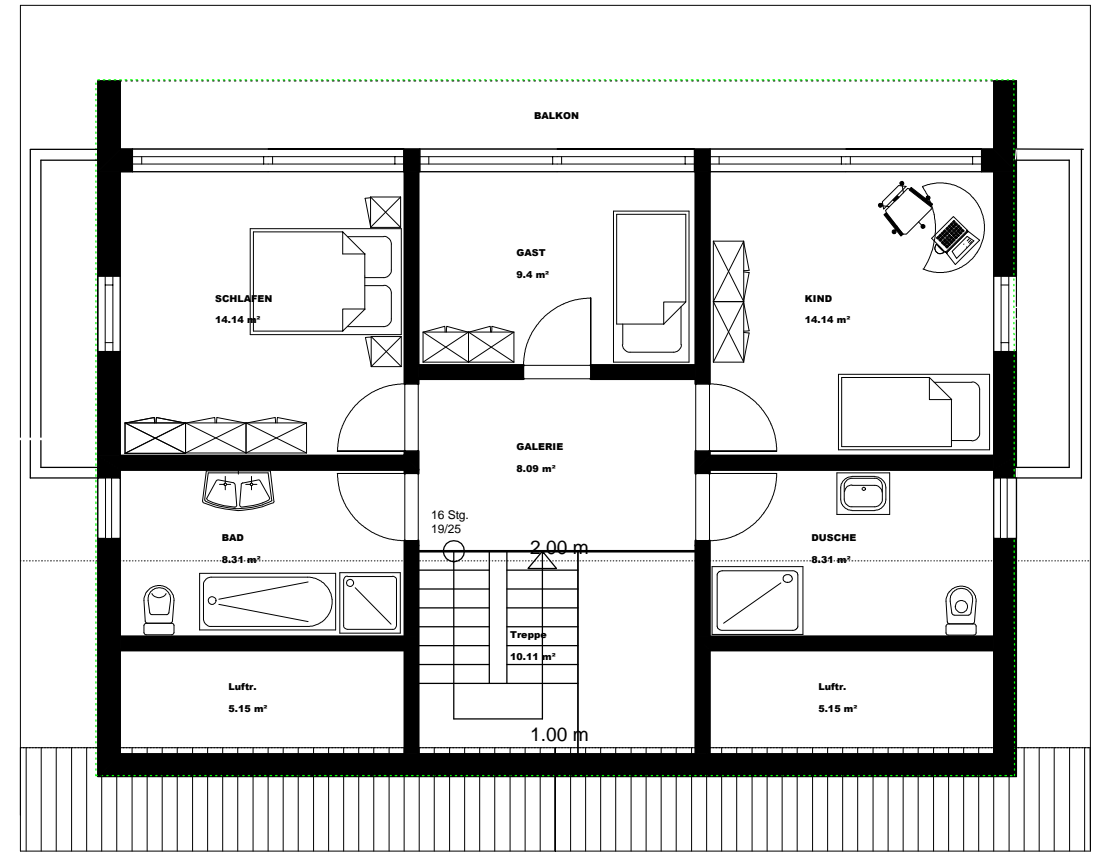 BALKON
GAST
9.4 m²
SCHLAFEN
14.14 m²
KIND
14.14 m²
GALERIE
8.09 m²
16 Stg.
19/25
BAD
8.31 m²
2.00 m
DUSCHE
8.31 m²
Treppe
10.11 m²
Luftr.
5.15 m²
Luftr.
5.15 m²
1.00 m